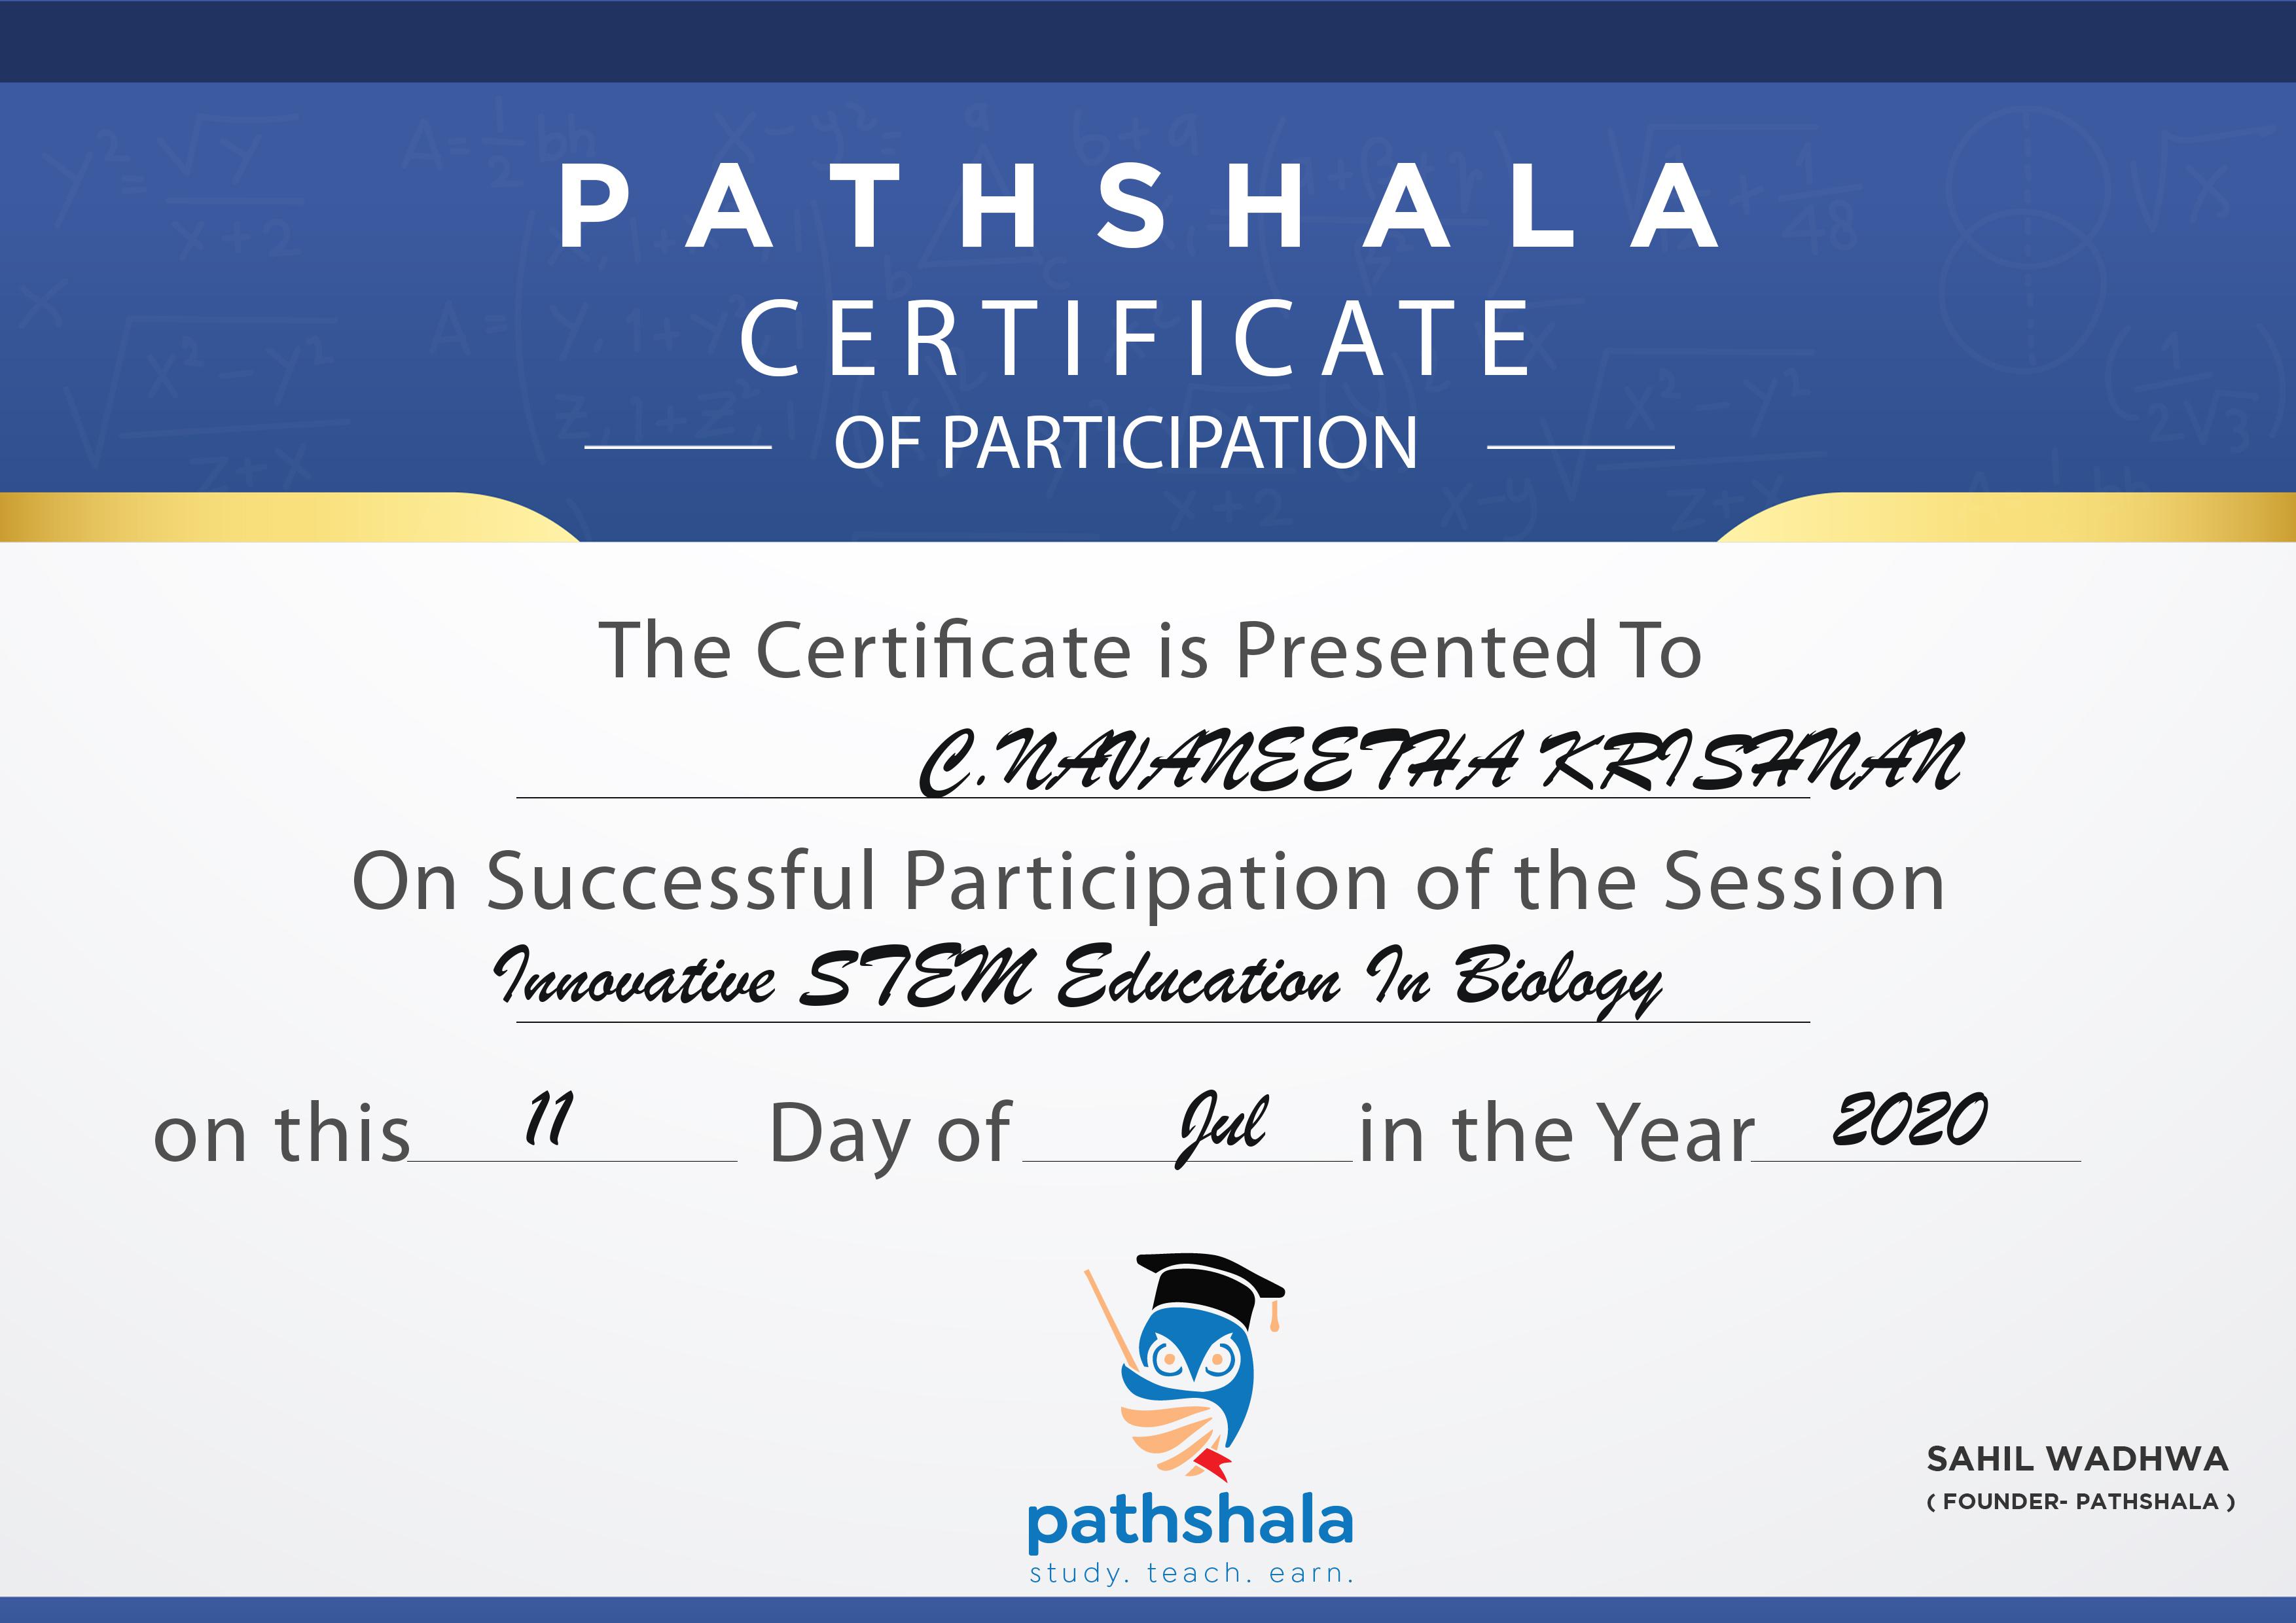 PATHSHALA
CERTIFICATE
OF PARTICIPATION
The Certificate is Presented To
C.NAVANEETHA KRISHNAN
On Successful Participation of the Session
Innovative STEM Education In Biology
on this 11 Day of Jul in the Year 2020
pathshala
study. teach. earn.
SAHIL WADHWA
( FOUNDER- PATHSHALA )